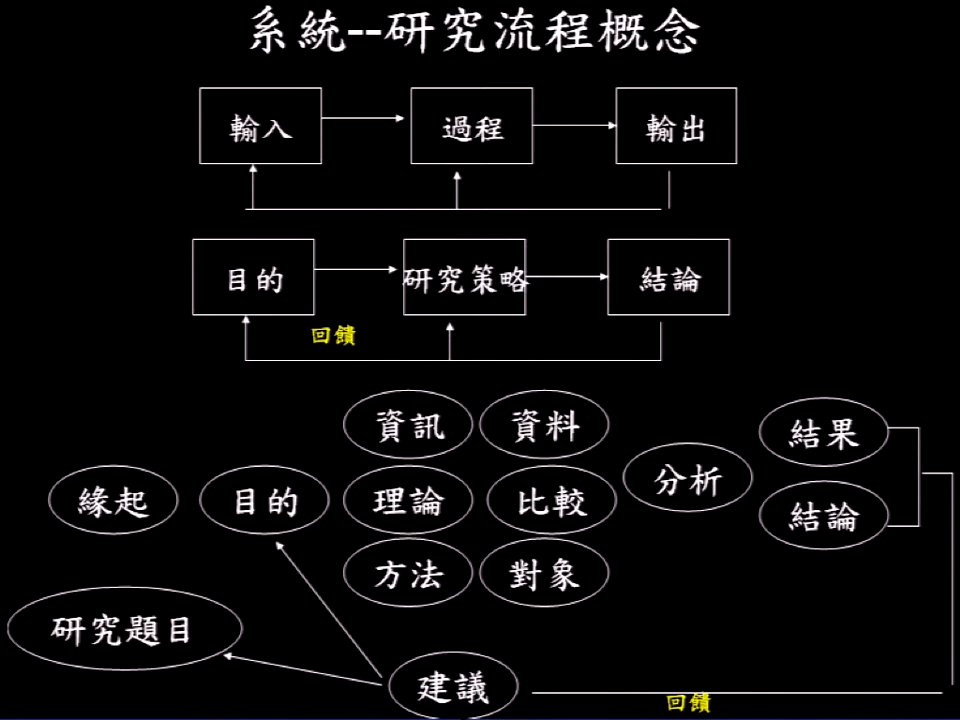 系統--研究流程概念
輸入 過程 輸出
目的 研究策略 結論
回饋
資訊 資料 結果
緣起 目的 理論 比較 分析 結論
方法 對象
研究題目
建議
回饋